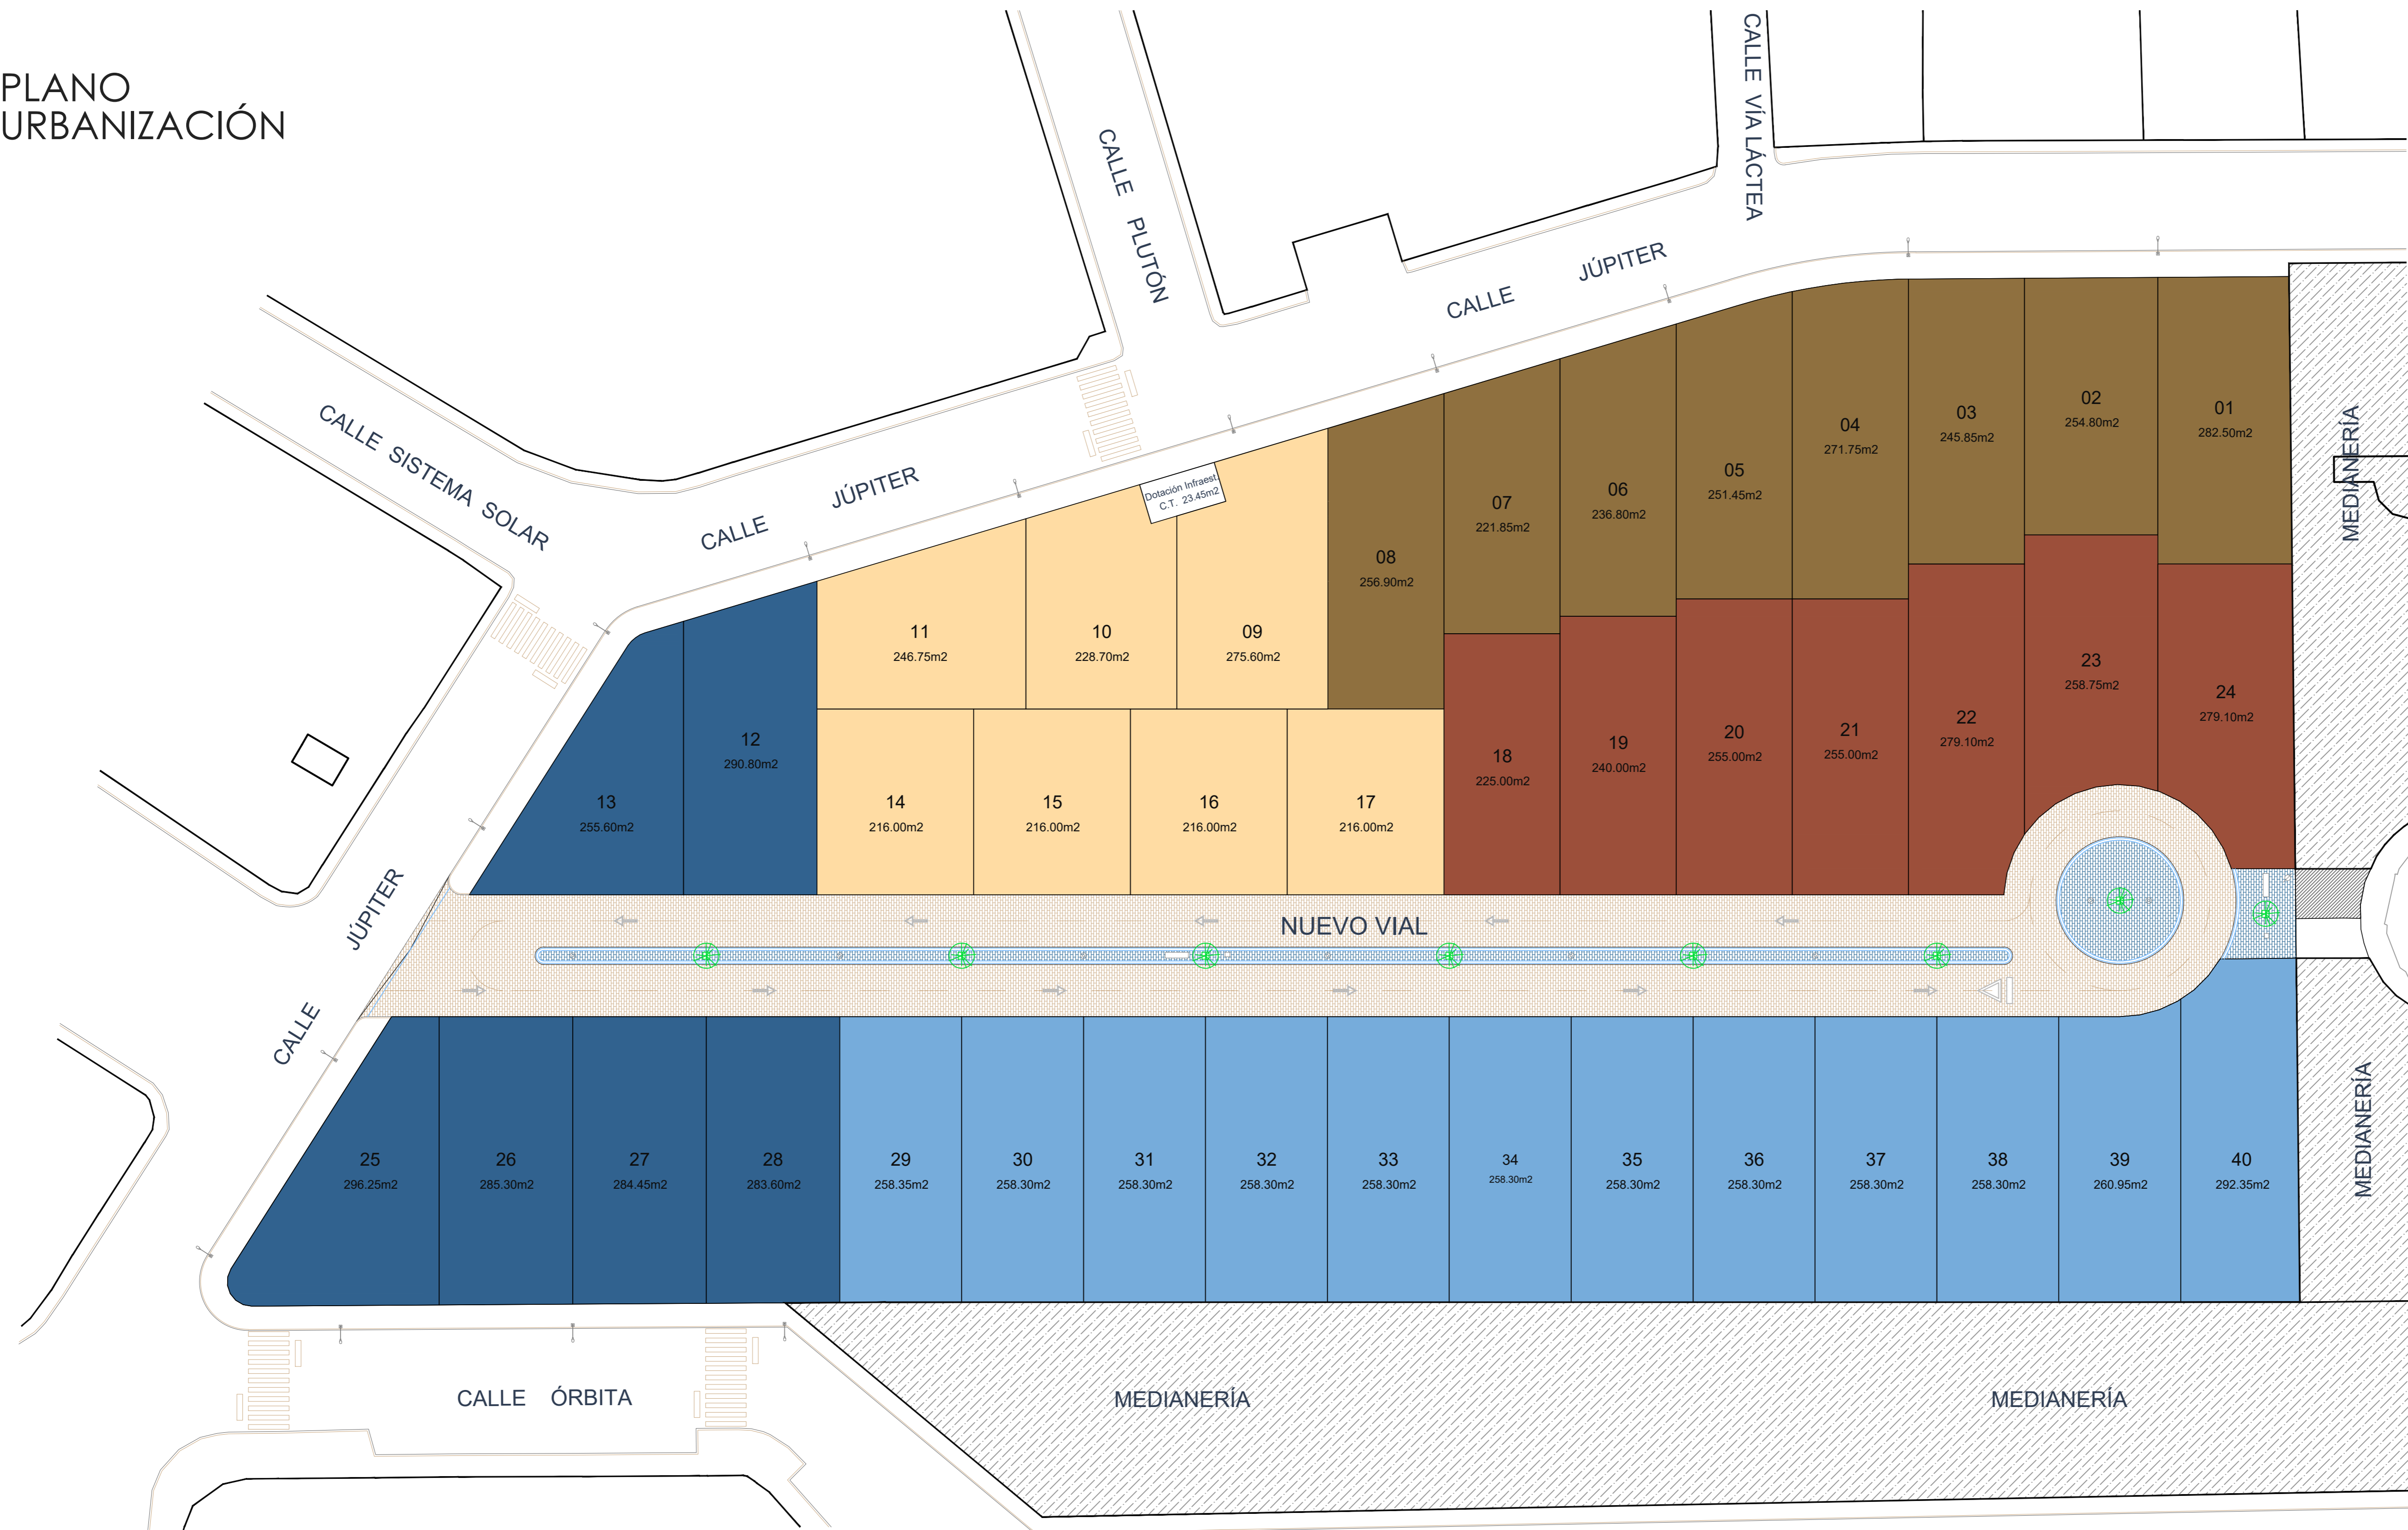 PLANO
URBANIZACIÓN
CALLE PLUTÓN
CALLE VÍA LÁCTEA
CALLE JÚPITER
CALLE SISTEMA SOLAR
CALLE JÚPITER
Dotación Infraest.
C.T. 23.45m2
MEDIANERÍA
01
282.50m2
02
254.80m2
03
245.85m2
04
271.75m2
05
251.45m2
06
236.80m2
07
221.85m2
08
256.90m2
09
275.60m2
10
228.70m2
11
246.75m2
12
290.80m2
13
255.60m2
14
216.00m2
15
216.00m2
16
216.00m2
17
216.00m2
18
225.00m2
19
240.00m2
20
255.00m2
21
255.00m2
22
279.10m2
23
258.75m2
24
279.10m2
NUEVO VIAL
CALLE JÚPITER
25
296.25m2
26
285.30m2
27
284.45m2
28
283.60m2
29
258.35m2
30
258.30m2
31
258.30m2
32
258.30m2
33
258.30m2
34
258.30m2
35
258.30m2
36
258.30m2
37
258.30m2
38
258.30m2
39
260.95m2
40
292.35m2
MEDIANERÍA
CALLE ÓRBITA
MEDIANERÍA
MEDIANERÍA